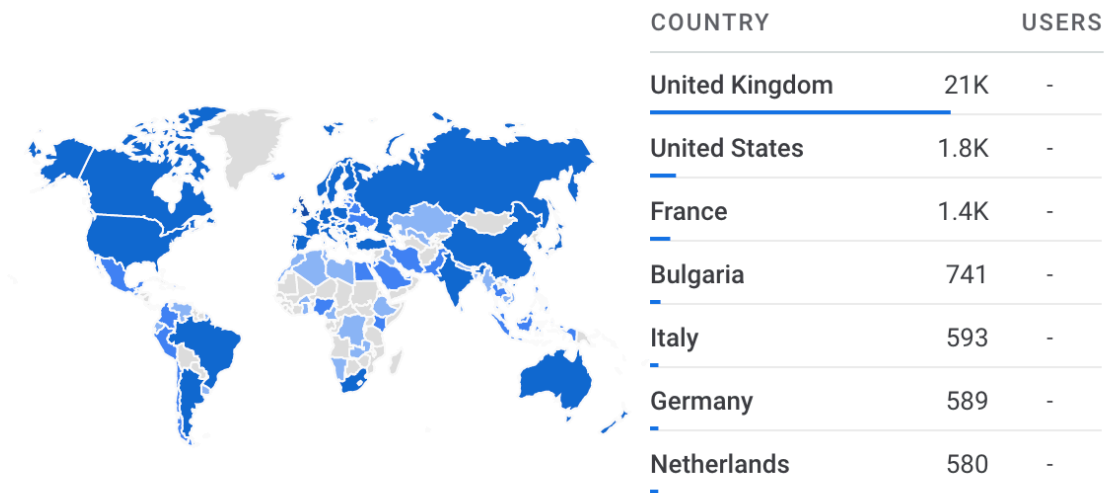 COUNTRY USERS
United Kingdom 21K -
United States 1.8K -
France 1.4K -
Bulgaria 741 -
Italy 593 -
Germany 589 -
Netherlands 580 -